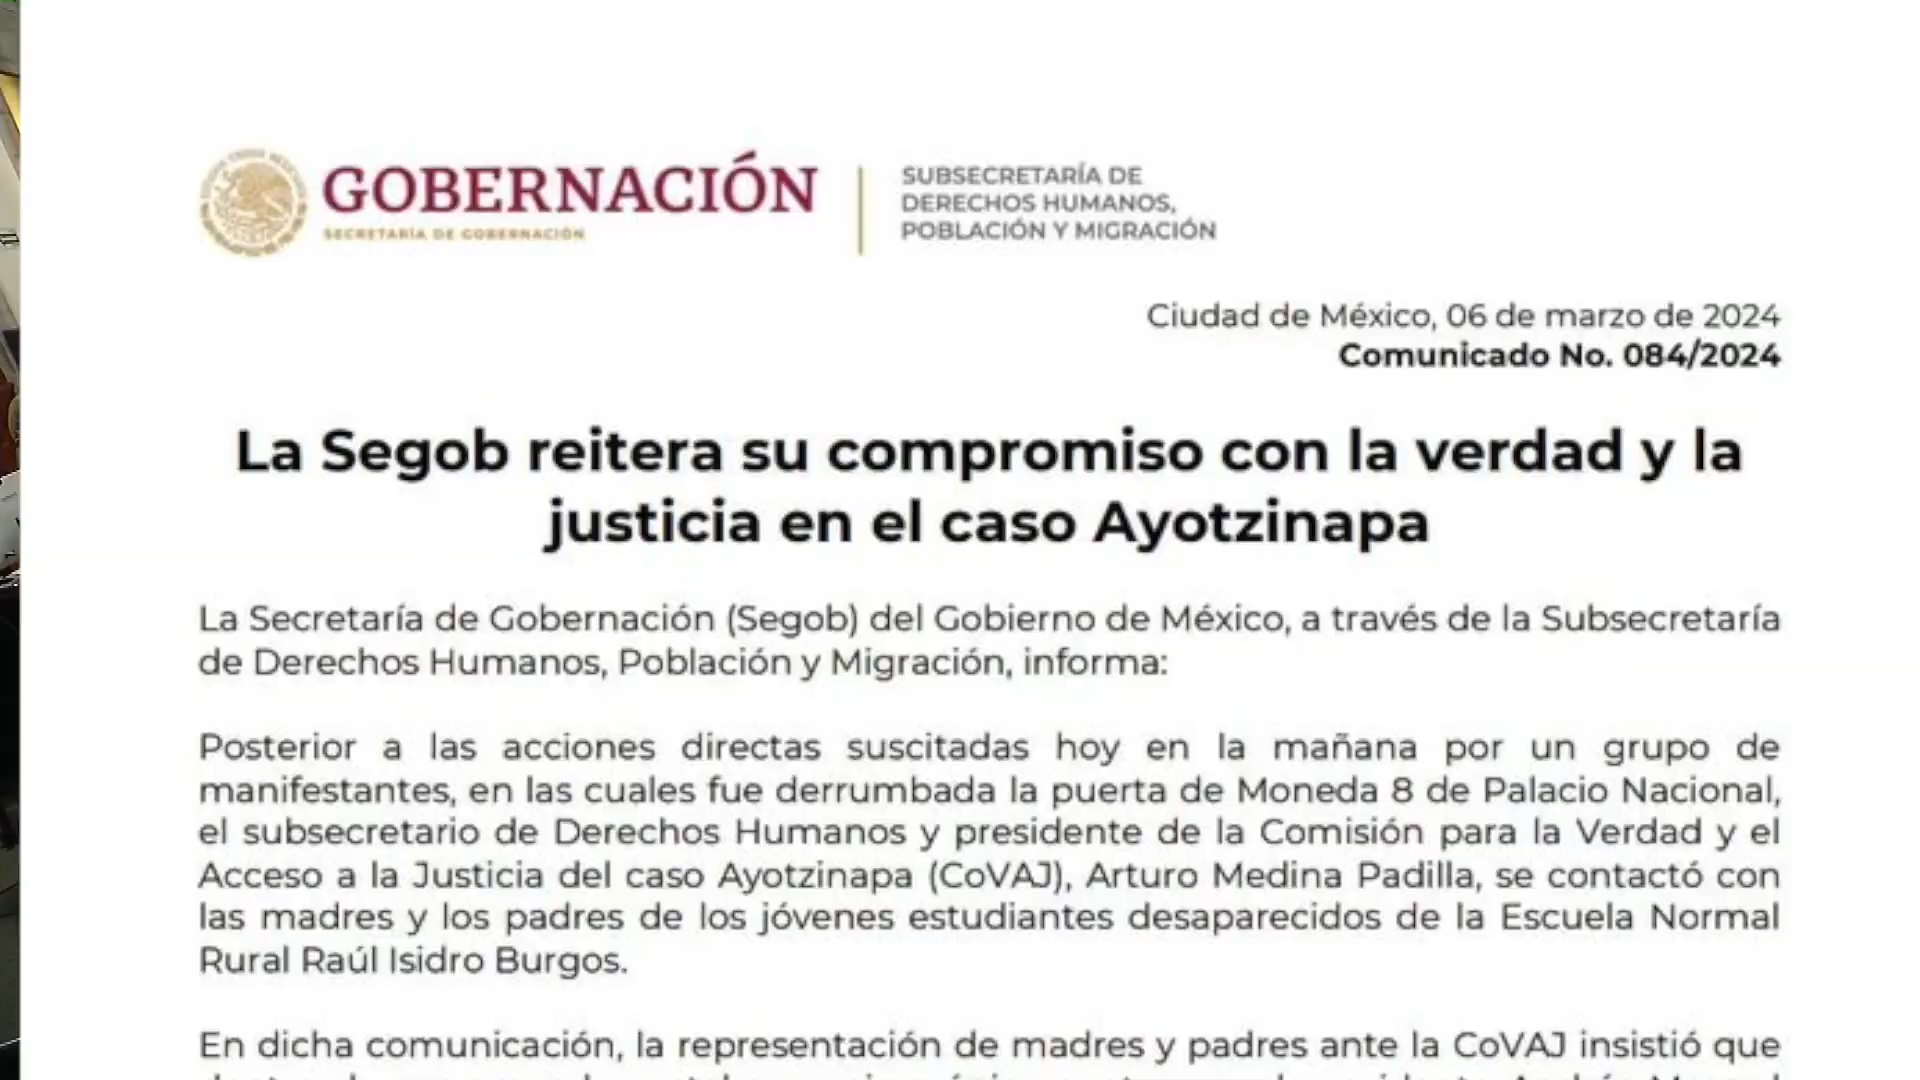 GOBERNACIÓN
SECRETARÍA DE GOBERNACIÓN
SUBSECRETARÍA DE
DERECHOS HUMANOS,
POBLACIÓN Y MIGRACIÓN
Ciudad de México, 06 de marzo de 2024
Comunicado No. 084/2024
La Segob reitera su compromiso con la verdad y la
justicia en el caso Ayotzinapa
La Secretaría de Gobernación (Segob) del Gobierno de México, a través de la Subsecretaría
de Derechos Humanos, Población y Migración, informa:
Posterior a las acciones directas suscitadas hoy en la mañana por un grupo de
manifestantes, en las cuales fue derrumbada la puerta de Moneda 8 de Palacio Nacional,
el subsecretario de Derechos Humanos y presidente de la Comisión para la Verdad y el
Acceso a la Justicia del caso Ayotzinapa (CoVAJ), Arturo Medina Padilla, se contactó con
las madres y los padres de los jóvenes estudiantes desaparecidos de la Escuela Normal
Rural Raúl Isidro Burgos.
En dicha comunicación, la representación de madres y padres ante la CoVAJ insistió que